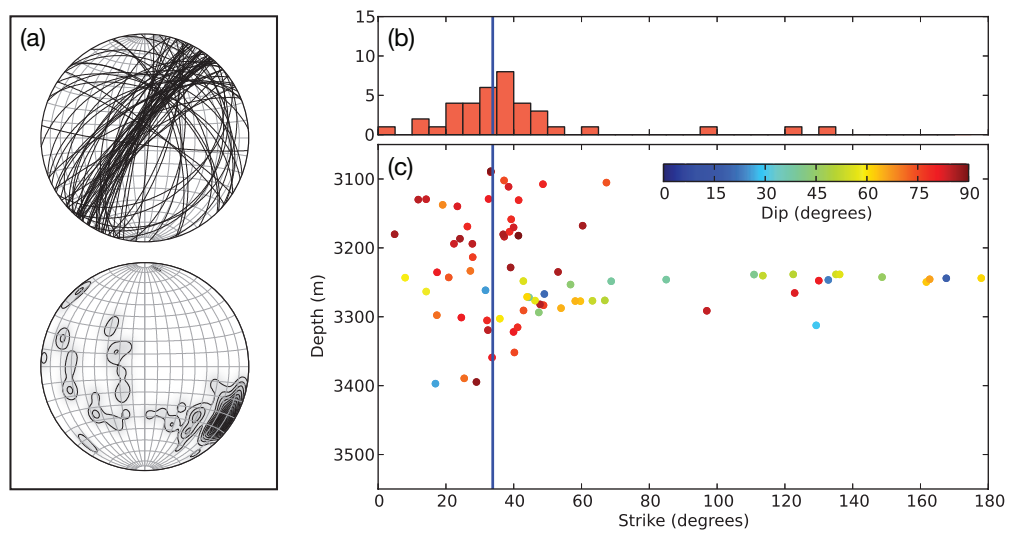 (a)
(b)
15
10
5
0
(c)
3100
3200
3300
3400
3500
Depth (m)
0 15 30 45 60 75 90
Dip (degrees)
0 20 40 60 80 100 120 140 160 180
Strike (degrees)